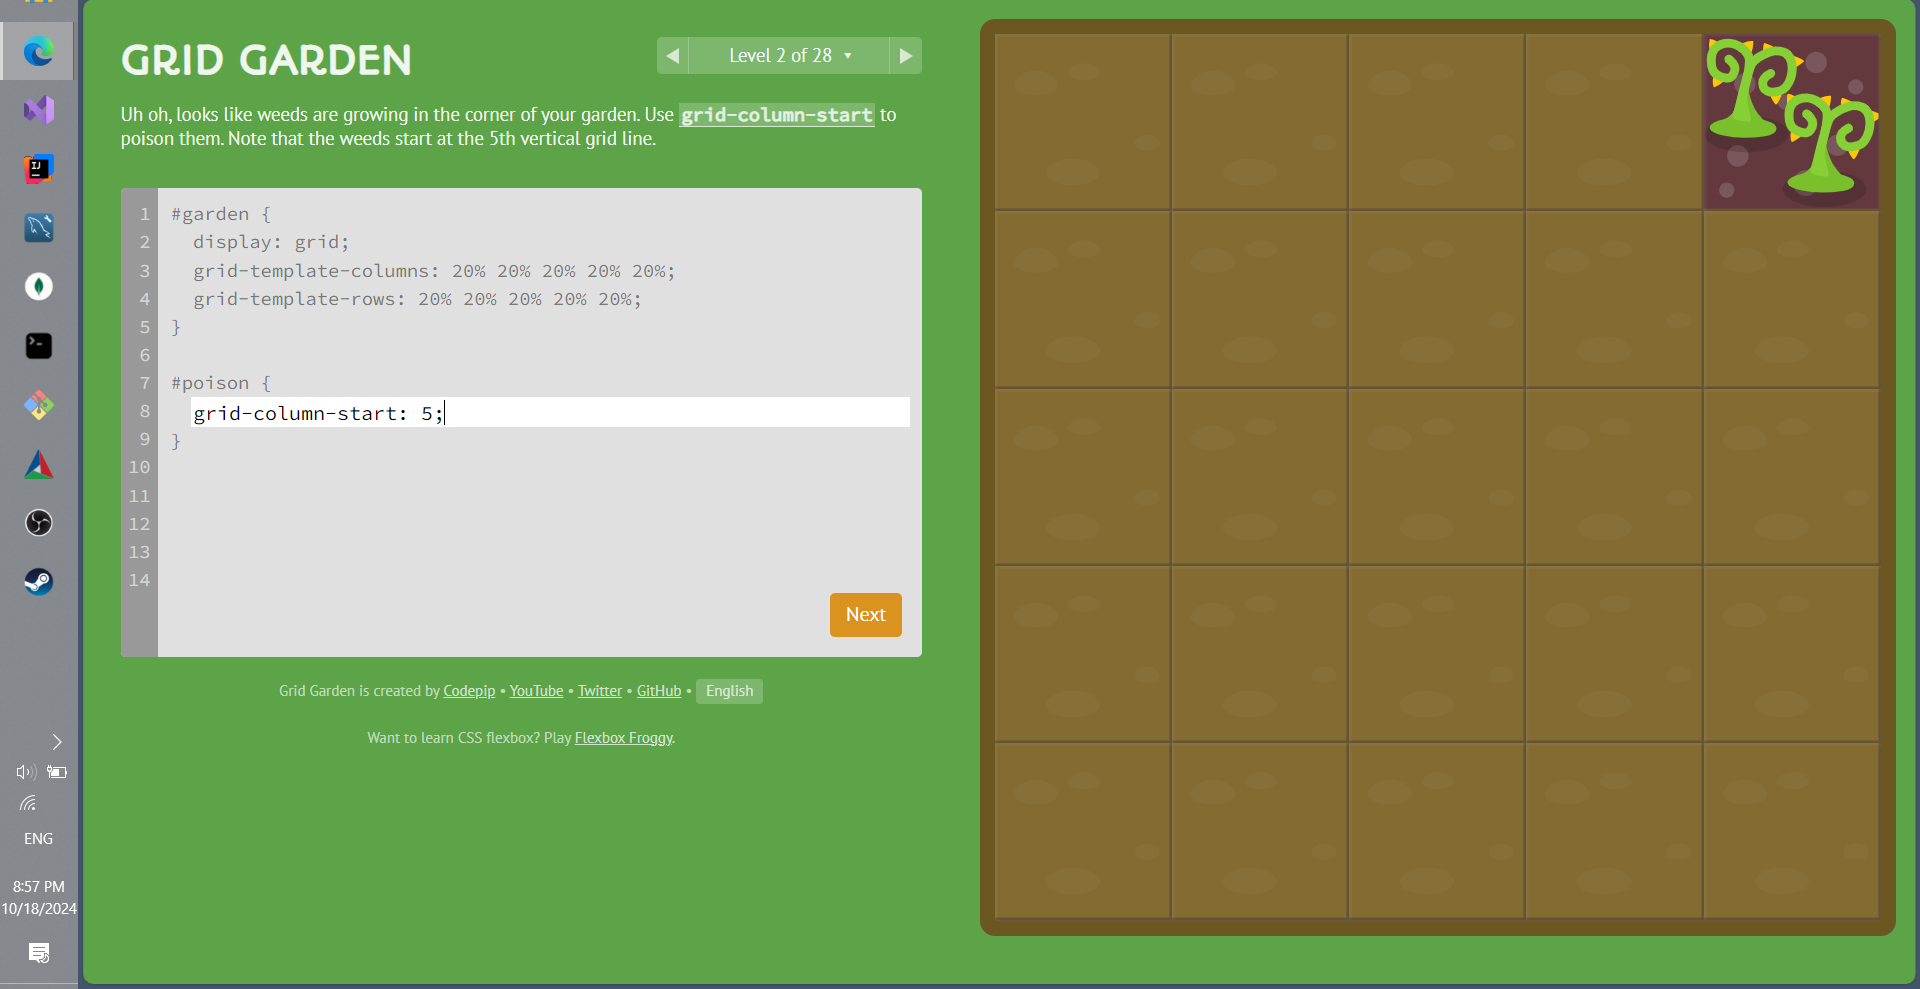 GRID GARDEN
Level 2 of 28
Uh oh, looks like weeds are growing in the corner of your garden. Use grid-column-start to
poison them. Note that the weeds start at the 5th vertical grid line.
1 #garden {
2 display: grid;
3 grid-template-columns: 20% 20% 20% 20% 20%;
4 grid-template-rows: 20% 20% 20% 20% 20%;
5 }
6
7 #poison {
8 grid-column-start: 5;
9 }
10
11
12
13
14
Next
Grid Garden is created by Codepip • YouTube • Twitter • GitHub • English
Want to learn CSS flexbox? Play Flexbox Froggy.
IJ
ENG
8:57 PM
10/18/2024